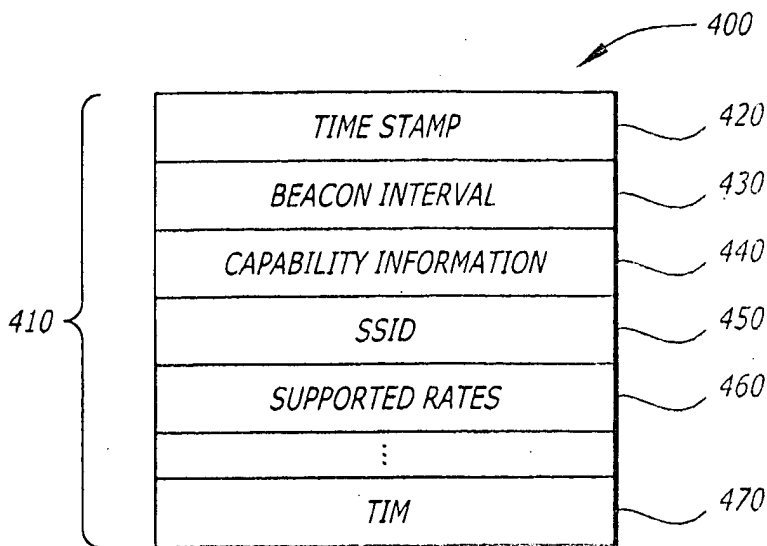 400
TIME STAMP 420
BEACON INTERVAL 430
CAPABILITY INFORMATION 440
410
SSID 450
SUPPORTED RATES 460
⋮
TIM 470